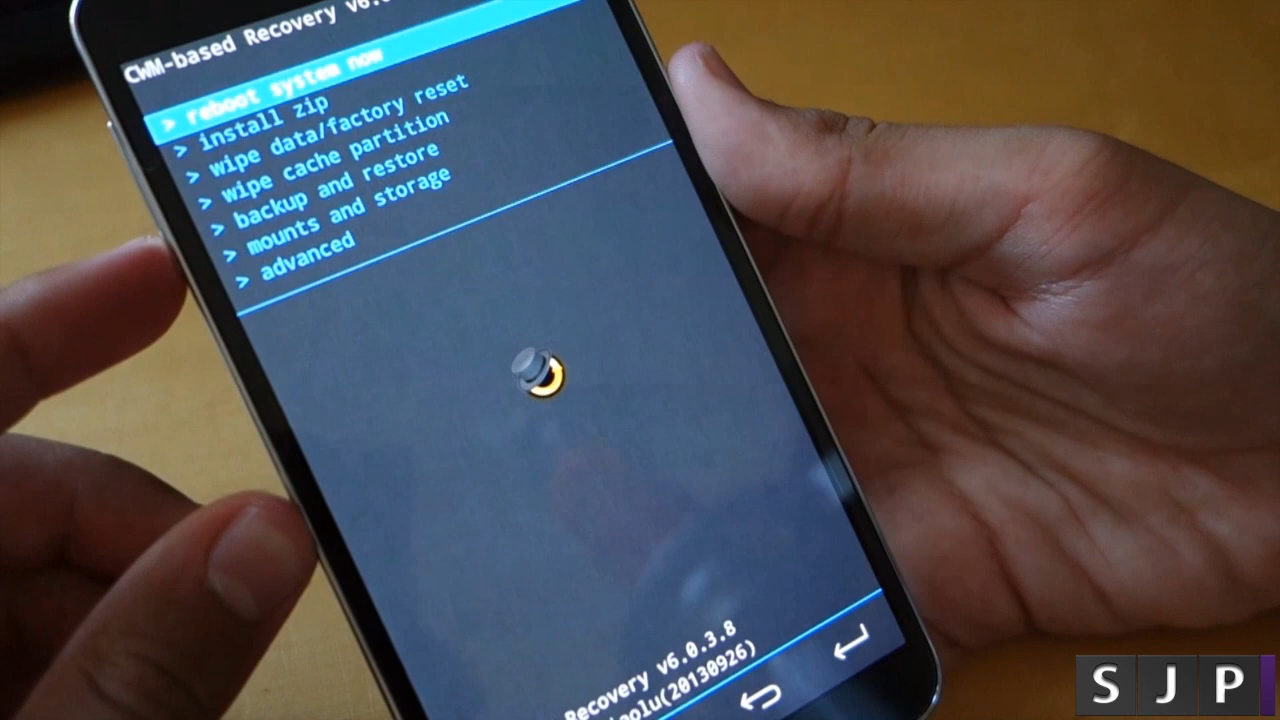 CWM-based Recovery
> reboot system now
> install zip
> wipe data/factory reset
> wipe cache partition
> backup and restore
> mounts and storage
> advanced
Recovery v6.0.3.8
SJP